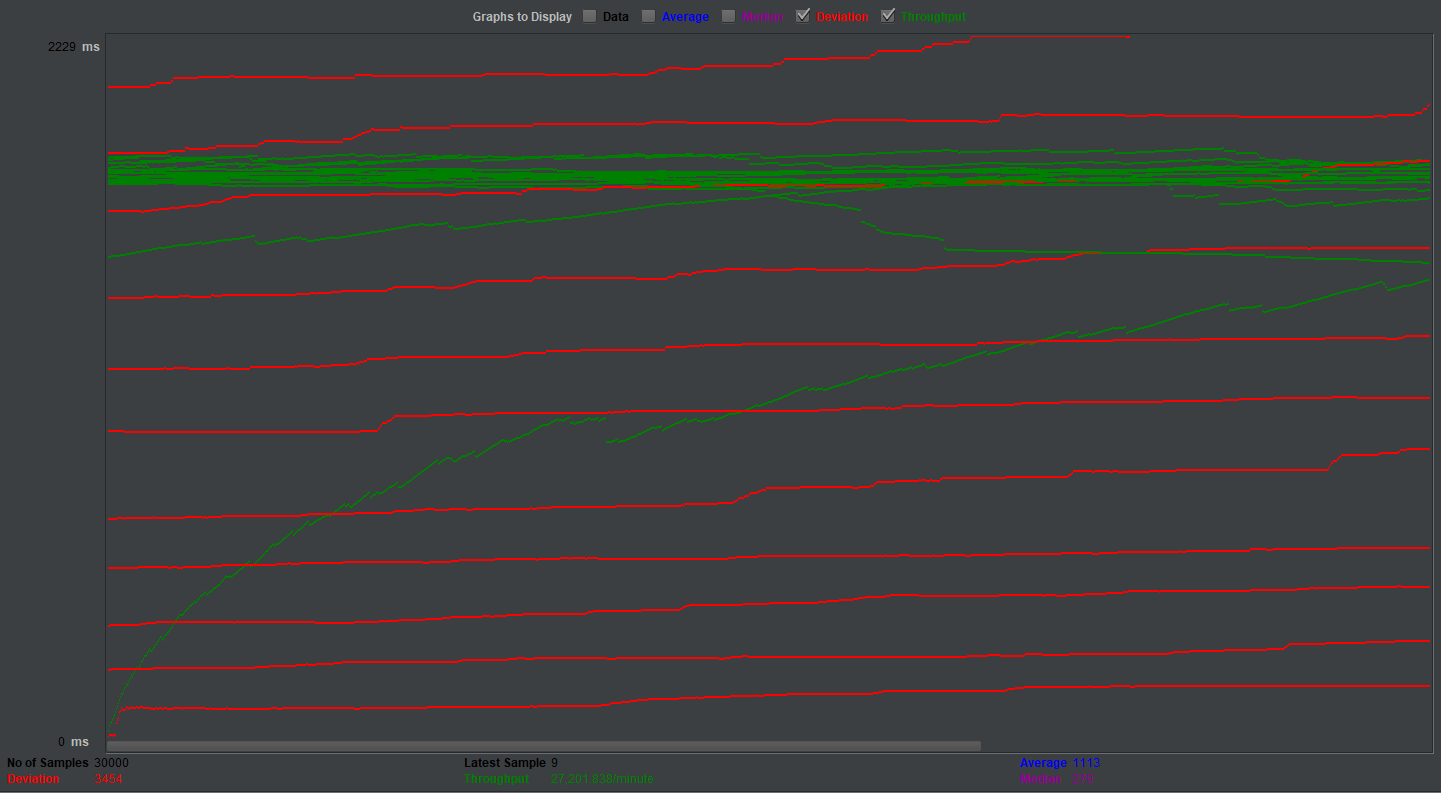 Graphs to Display Data Average Median Deviation Throughput
2229 ms
0 ms
No of Samples 30000 Latest Sample 9 Average 1113
Deviation 3454 Throughput 27,201.838/minute Median 270